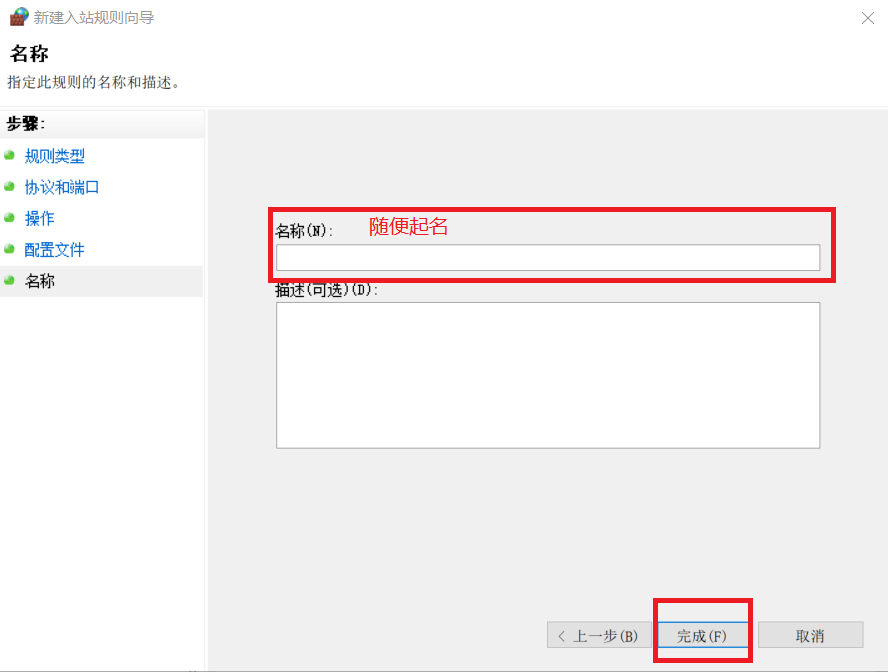 新建入站规则向导
名称
指定此规则的名称和描述。
步骤:
规则类型
协议和端口
操作
配置文件
名称
名称(N): 随便起名
描述(可选)(D):
< 上一步(B) 完成(F) 取消